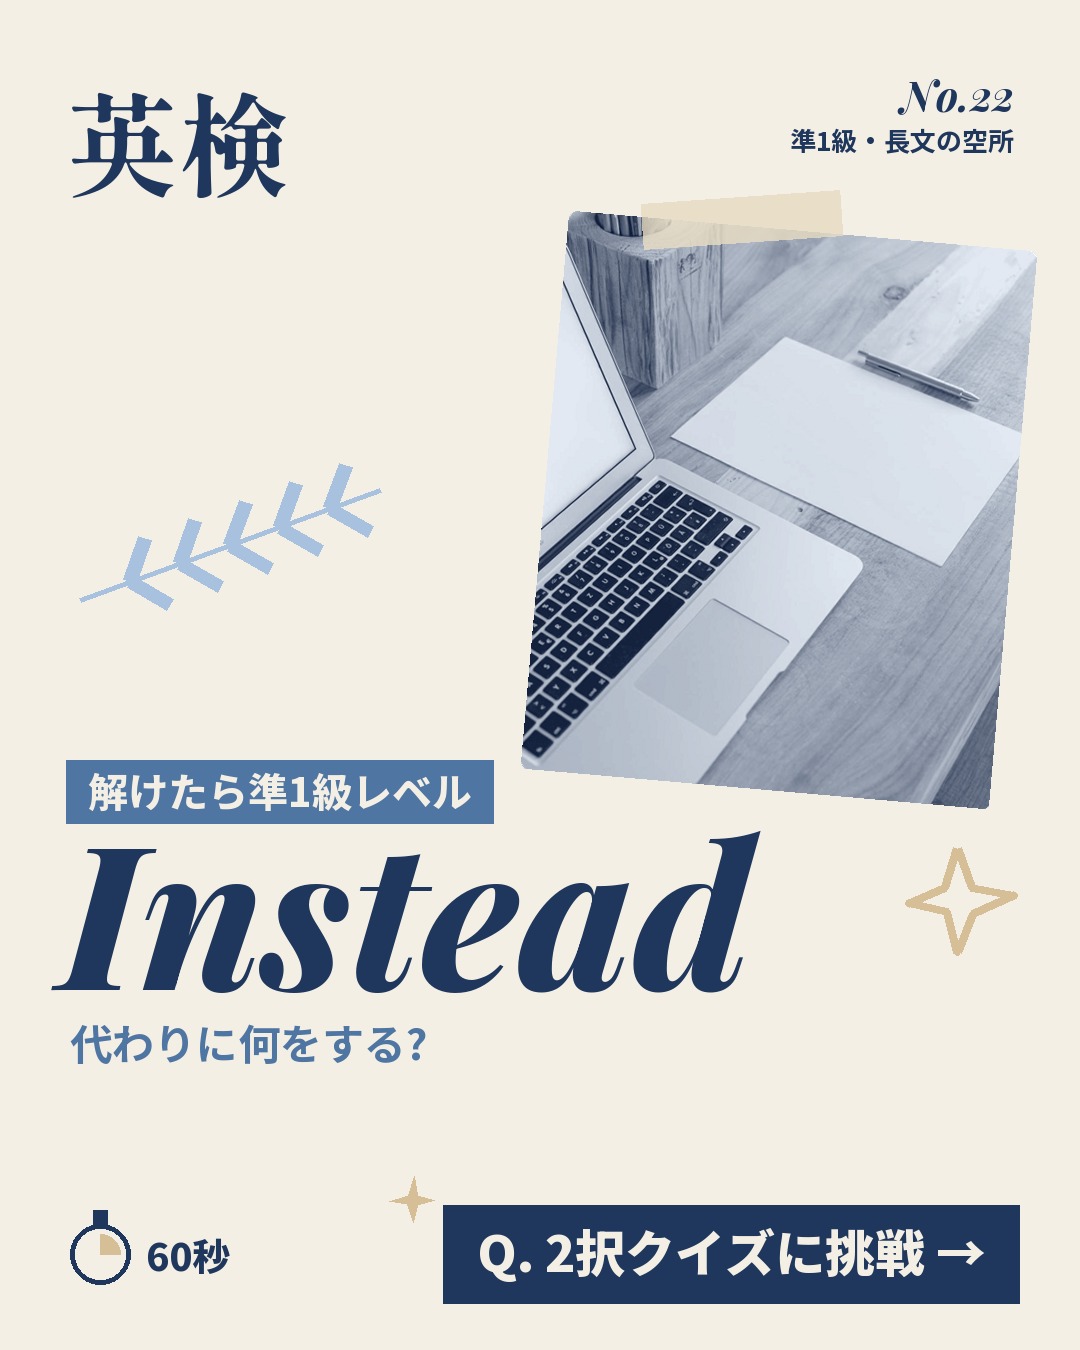 英検
No.22
準1級・長文の空所
解けたら準1級レベル
Instead
代わりに何をする?
60秒
Q. 2択クイズに挑戦→